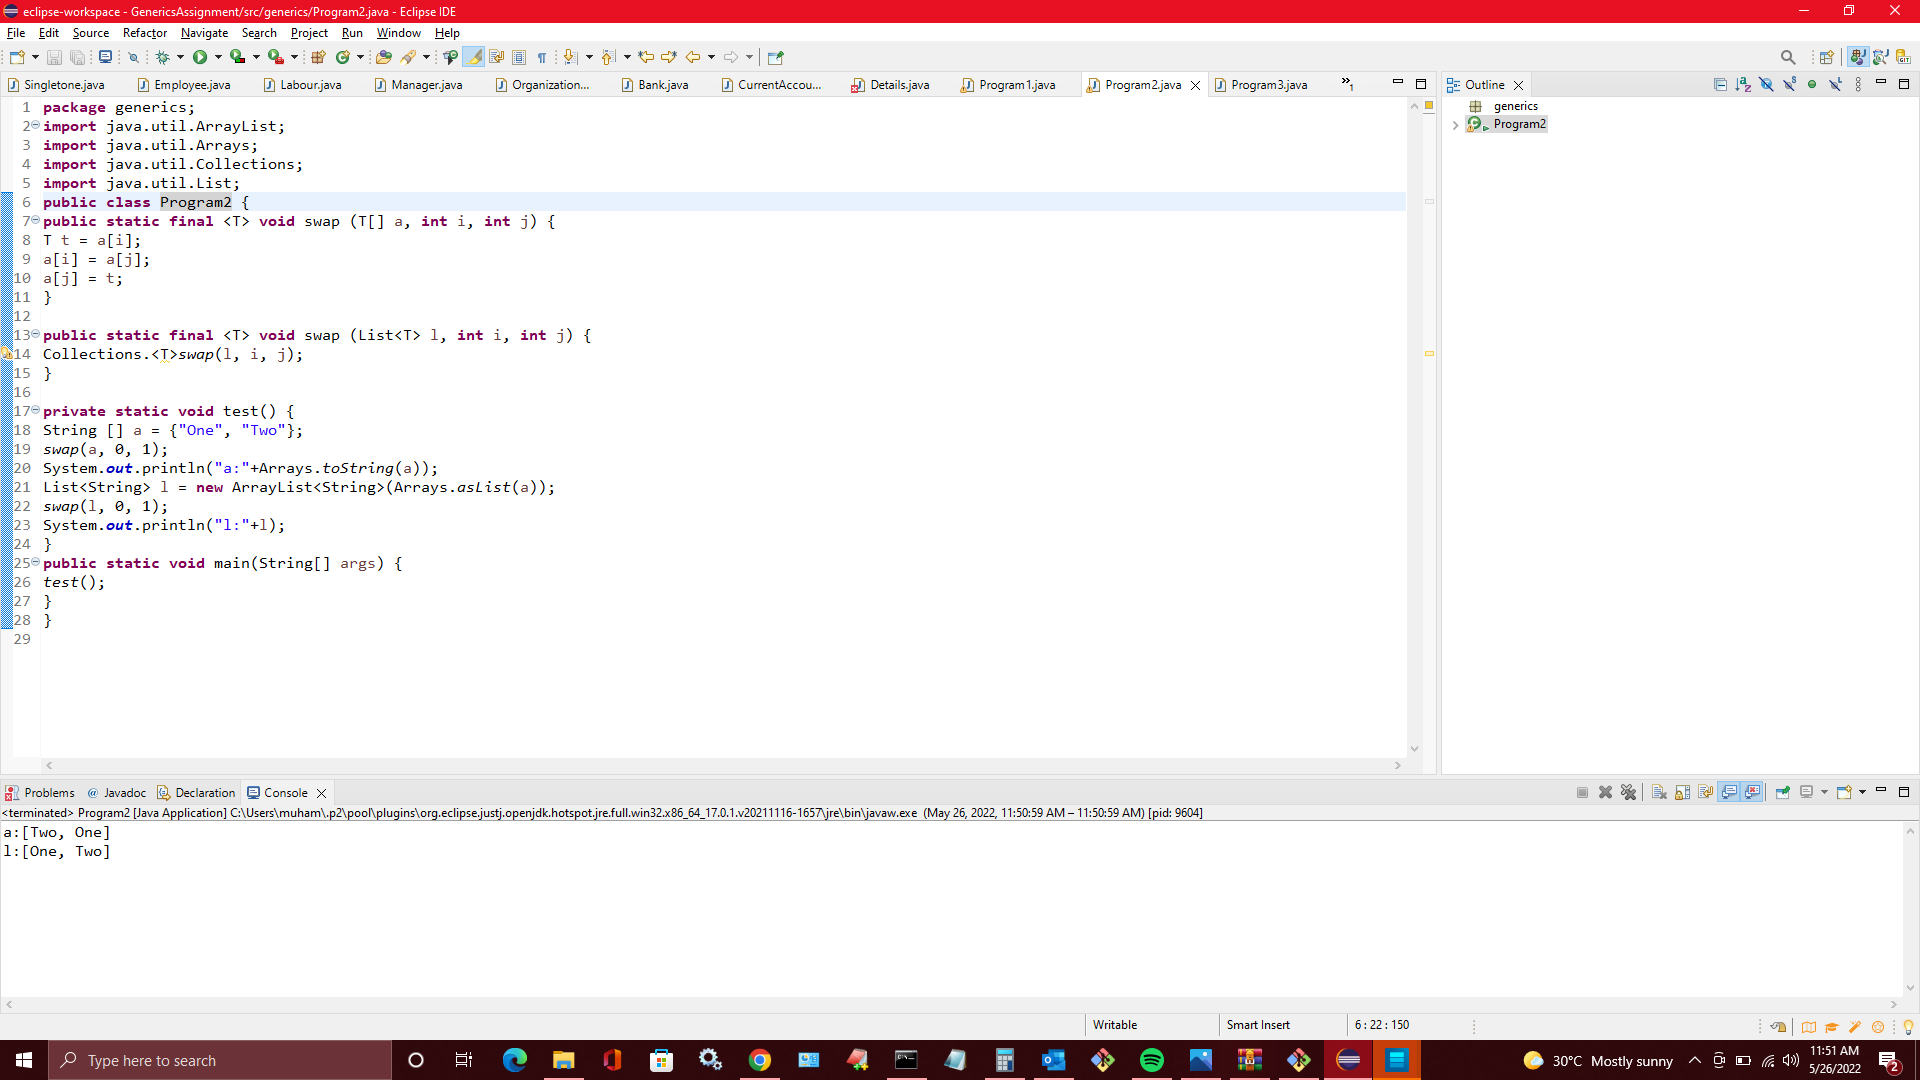 eclipse-workspace - GenericsAssignment/src/generics/Program2.java - Eclipse IDE
File Edit Source Refactor Navigate Search Project Run Window Help
Singletone.java Employee.java Labour.java Manager.java Organization... Bank.java CurrentAccou... Details.java Program1.java Program2.java Program3.java »1 Outline
generics
Program2
1 package generics;
2 import java.util.ArrayList;
3 import java.util.Arrays;
4 import java.util.Collections;
5 import java.util.List;
6 public class Program2 {
7 public static final <T> void swap (T[] a, int i, int j) {
8 T t = a[i];
9 a[i] = a[j];
10 a[j] = t;
11 }
12
13 public static final <T> void swap (List<T> l, int i, int j) {
14 Collections.<T>swap(l, i, j);
15 }
16
17 private static void test() {
18 String [] a = {"One", "Two"};
19 swap(a, 0, 1);
20 System.out.println("a:"+Arrays.toString(a));
21 List<String> l = new ArrayList<String>(Arrays.asList(a));
22 swap(l, 0, 1);
23 System.out.println("l:"+l);
24 }
25 public static void main(String[] args) {
26 test();
27 }
28 }
29
Problems @ Javadoc Declaration Console
<terminated> Program2 [Java Application] C:\Users\muham\.p2\pool\plugins\org.eclipse.justj.openjdk.hotspot.jre.full.win32.x86_64_17.0.1.v20211116-1657\jre\bin\javaw.exe (May 26, 2022, 11:50:59 AM – 11:50:59 AM) [pid: 9604]
a:[Two, One]
l:[One, Two]
Writable Smart Insert 6 : 22 : 150
Type here to search
30°C Mostly sunny
11:51 AM
5/26/2022
2